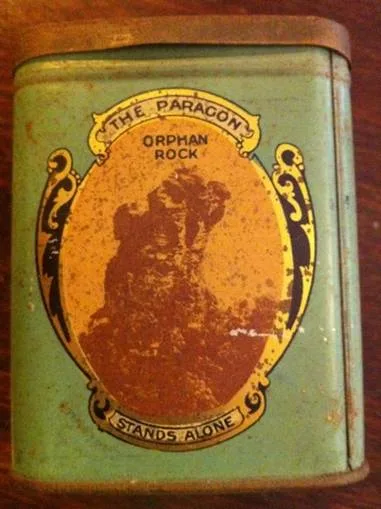 THE PARAGON
ORPHAN
ROCK
STANDS ALONE